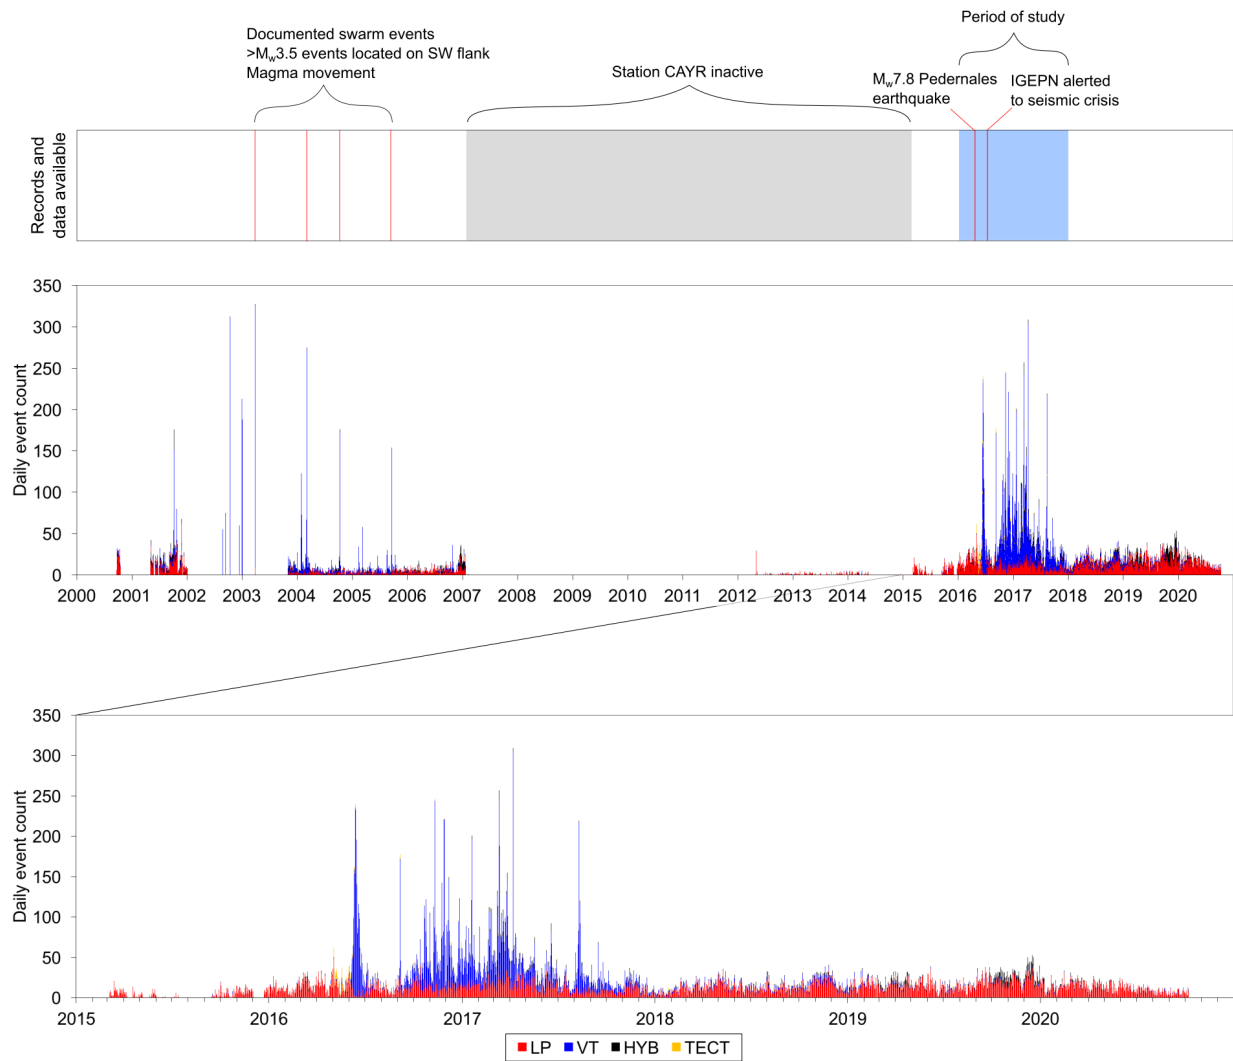 Period of study
Documented swarm events
>Mw3.5 events located on SW flank
Magma movement
Station CAYR inactive
Mw7.8 Pedernales
earthquake
IGEPN alerted
to seismic crisis
Records and
data available
Daily event count
350
300
250
200
150
100
50
0
2000 2001 2002 2003 2004 2005 2006 2007 2008 2009 2010 2011 2012 2013 2014 2015 2016 2017 2018 2019 2020
Daily event count
350
300
250
200
150
100
50
0
2015 2016 2017 2018 2019 2020
LP VT HYB TECT